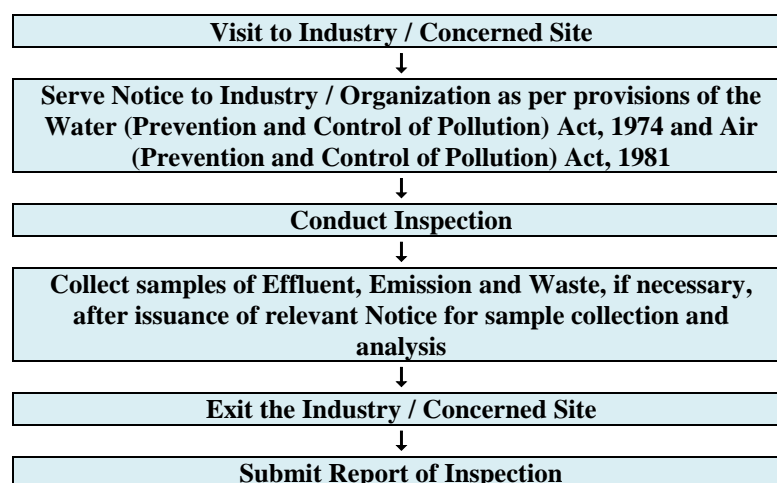 Visit to Industry / Concerned Site
Serve Notice to Industry / Organization as per provisions of the
Water (Prevention and Control of Pollution) Act, 1974 and Air
(Prevention and Control of Pollution) Act, 1981
Conduct Inspection
Collect samples of Effluent, Emission and Waste, if necessary,
after issuance of relevant Notice for sample collection and
analysis
Exit the Industry / Concerned Site
Submit Report of Inspection